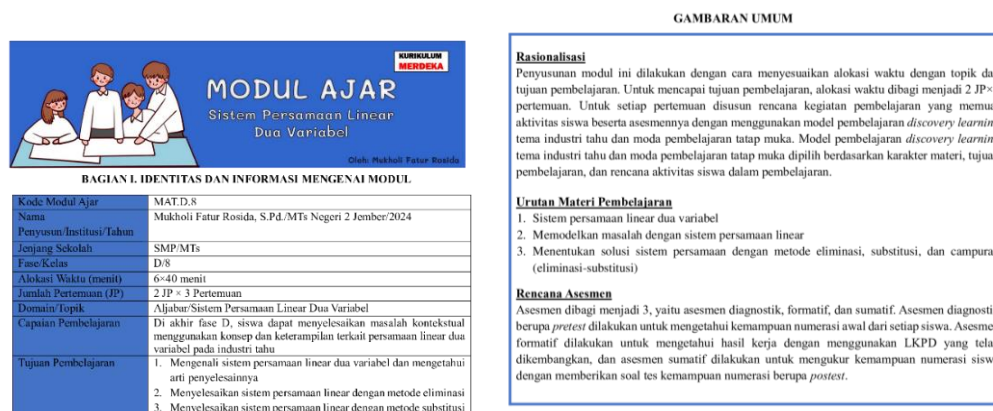 KURIKULUM
MERDEKA
MODUL AJAR
Sistem Persamaan Linear
Dua Variabel
Oleh: Mukholi Fatur Rosida
BAGIAN I. IDENTITAS DAN INFORMASI MENGENAI MODUL
Kode Modul Ajar MAT.D.8
Nama Mukholi Fatur Rosida, S.Pd./MTs Negeri 2 Jember/2024
Penyusun/Institusi/Tahun
Jenjang Sekolah SMP/MTs
Fase/Kelas D/8
Alokasi Waktu (menit) 6×40 menit
Jumlah Pertemuan (JP) 2 JP × 3 Pertemuan
Domain/Topik Aljabar/Sistem Persamaan Linear Dua Variabel
Capaian Pembelajaran Di akhir fase D, siswa dapat menyelesaikan masalah kontekstual
menggunakan konsep dan keterampilan terkait persamaan linear dua
variabel pada industri tahu
Tujuan Pembelajaran 1. Mengenali sistem persamaan linear dua variabel dan mengetahui
arti penyelesainnya
2. Menyelesaikan sistem persamaan linear dengan metode eliminasi
3. Menyelesaikan sistem persamaan linear dengan metode substitusi
GAMBARAN UMUM
Rasionalisasi
Penyusunan modul ini dilakukan dengan cara menyesuaikan alokasi waktu dengan topik da
tujuan pembelajaran. Untuk mencapai tujuan pembelajaran, alokasi waktu dibagi menjadi 2 JP×
pertemuan. Untuk setiap pertemuan disusun rencana kegiatan pembelajaran yang memua
aktivitas siswa beserta asesmennya dengan menggunakan model pembelajaran discovery learnin
tema industri tahu dan moda pembelajaran tatap muka. Model pembelajaran discovery learnin
tema industri tahu dan moda pembelajaran tatap muka dipilih berdasarkan karakter materi, tujua
pembelajaran, dan rencana aktivitas siswa dalam pembelajaran.
Urutan Materi Pembelajaran
1. Sistem persamaan linear dua variabel
2. Memodelkan masalah dengan sistem persamaan linear
3. Menentukan solusi sistem persamaan dengan metode eliminasi, substitusi, dan campura
(eliminasi-substitusi)
Rencana Asesmen
Asesmen dibagi menjadi 3, yaitu asesmen diagnostik, formatif, dan sumatif. Asesmen diagnosti
berupa pretest dilakukan untuk mengetahui kemampuan numerasi awal dari setiap siswa. Asesme
formatif dilakukan untuk mengetahui hasil kerja dengan menggunakan LKPD yang tela
dikembangkan, dan asesmen sumatif dilakukan untuk mengukur kemampuan numerasi sisw
dengan memberikan soal tes kemampuan numerasi berupa postest.